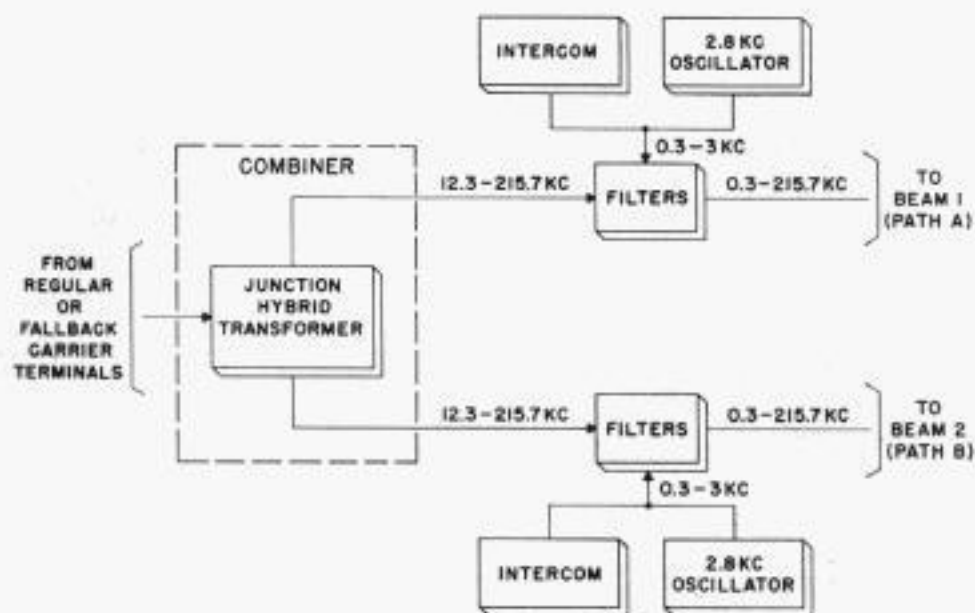 INTERCOM
2.8 KC
OSCILLATOR
0.3-3 KC
COMBINER
12.3-215.7 KC
FILTERS
0.3-215.7 KC
TO
BEAM 1
(PATH A)
FROM
REGULAR
OR
FALLBACK
CARRIER
TERMINALS
JUNCTION
HYBRID
TRANSFORMER
12.3-215.7 KC
FILTERS
0.3-215.7 KC
TO
BEAM 2
(PATH B)
0.3-3 KC
INTERCOM
2.8 KC
OSCILLATOR